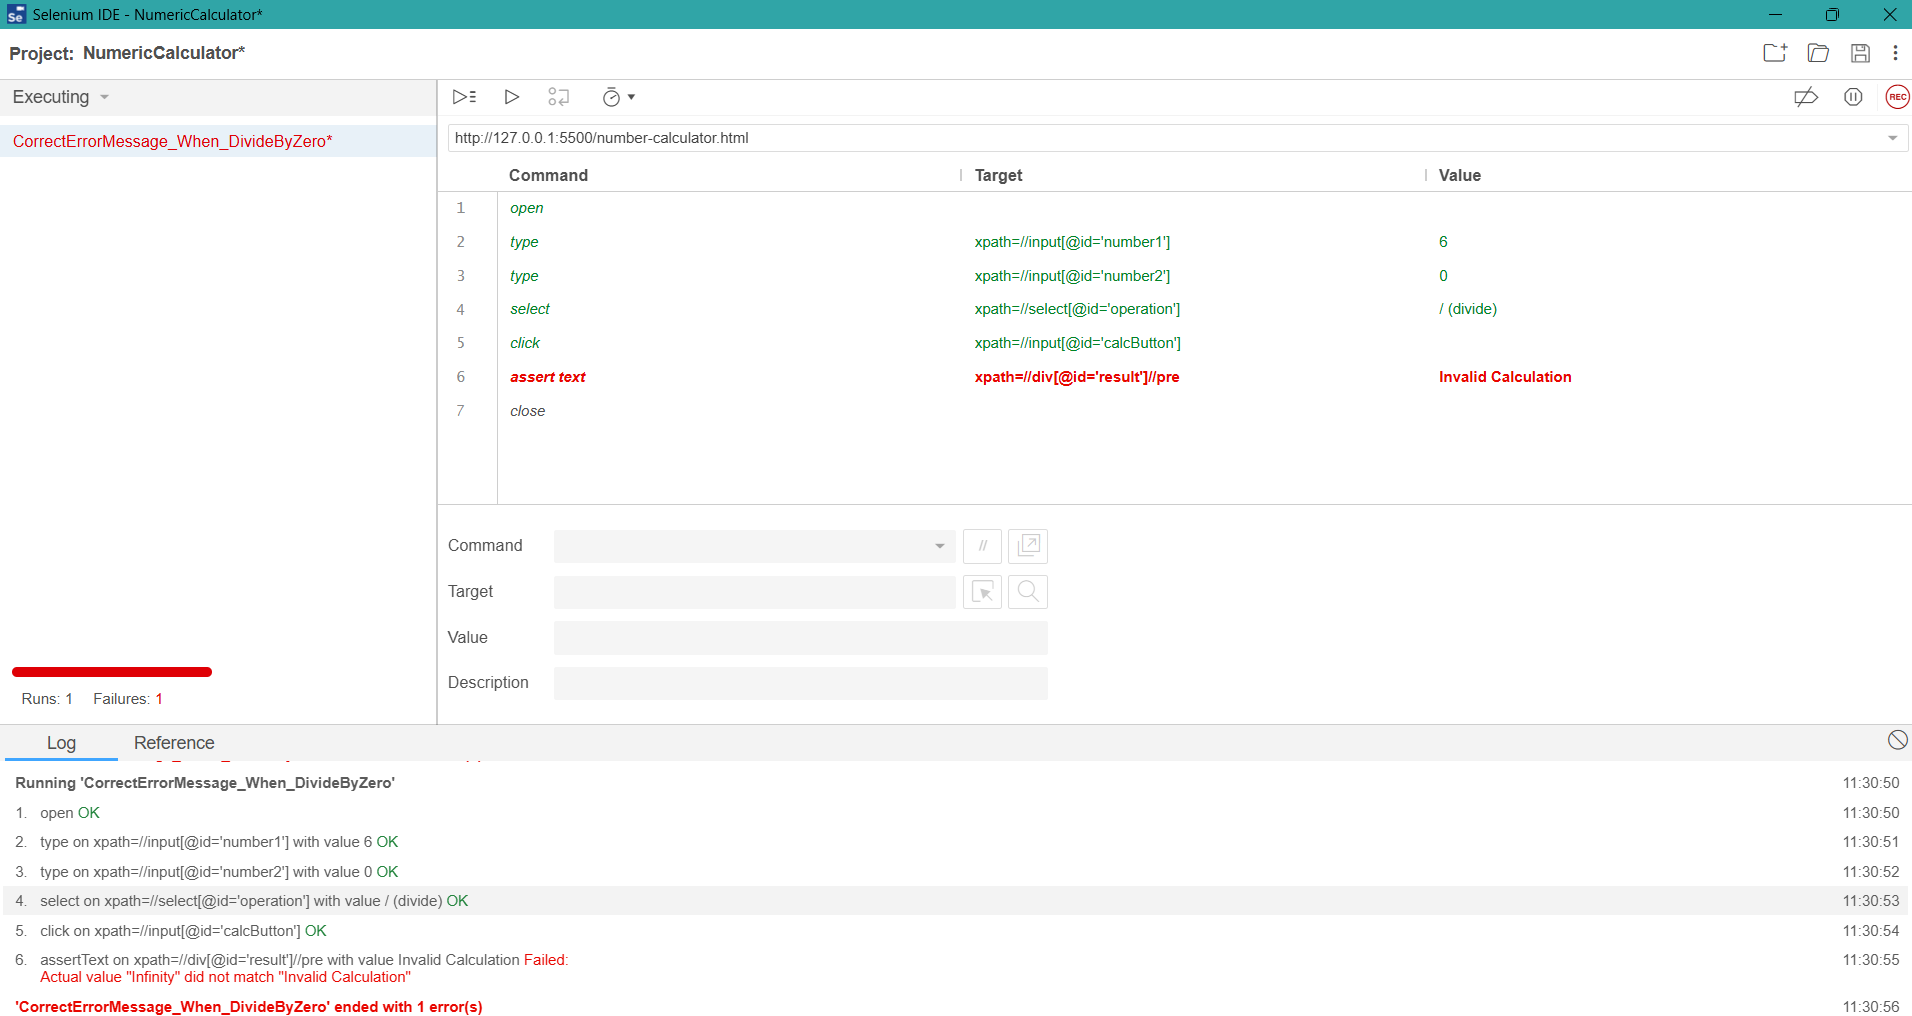 Selenium IDE - NumericCalculator*
Project: NumericCalculator*
Executing
REC
CorrectErrorMessage_When_DivideByZero*
http://127.0.0.1:5500/number-calculator.html
Command Target Value
1 open
2 type xpath=//input[@id='number1'] 6
3 type xpath=//input[@id='number2'] 0
4 select xpath=//select[@id='operation'] / (divide)
5 click xpath=//input[@id='calcButton']
6 assert text xpath=//div[@id='result']//pre Invalid Calculation
7 close
Command //
Target
Value
Description
Runs: 1 Failures: 1
Log Reference
Running 'CorrectErrorMessage_When_DivideByZero' 11:30:50
1. open OK 11:30:50
2. type on xpath=//input[@id='number1'] with value 6 OK 11:30:51
3. type on xpath=//input[@id='number2'] with value 0 OK 11:30:52
4. select on xpath=//select[@id='operation'] with value / (divide) OK 11:30:53
5. click on xpath=//input[@id='calcButton'] OK 11:30:54
6. assertText on xpath=//div[@id='result']//pre with value Invalid Calculation Failed: 11:30:55
Actual value "Infinity" did not match "Invalid Calculation"
'CorrectErrorMessage_When_DivideByZero' ended with 1 error(s) 11:30:56